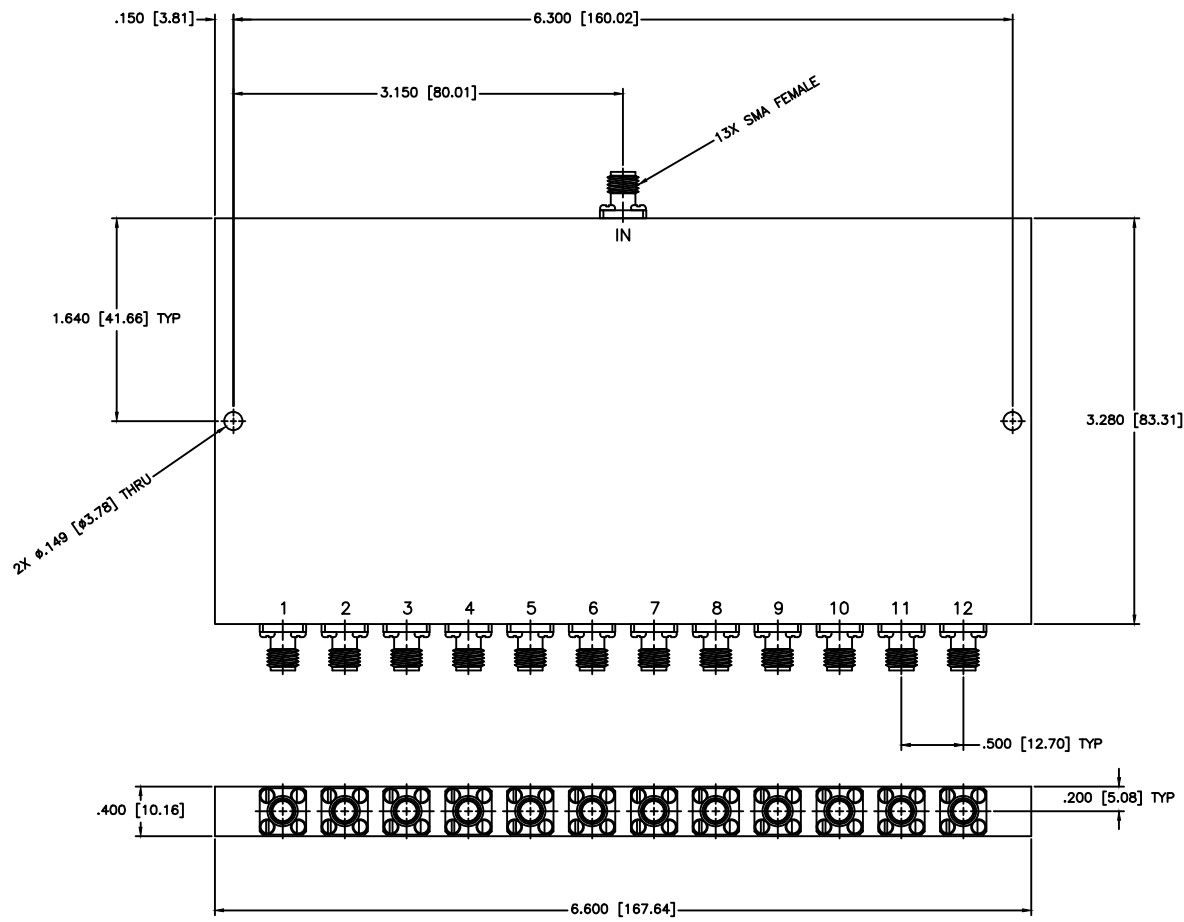 .150 [3.81]
6.300 [160.02]
3.150 [80.01]
13X SMA FEMALE
IN
1.640 [41.66] TYP
3.280 [83.31]
2X ø.149 [ø3.78] THRU
1 2 3 4 5 6 7 8 9 10 11 12
.500 [12.70] TYP
.400 [10.16]
.200 [5.08] TYP
6.600 [167.64]